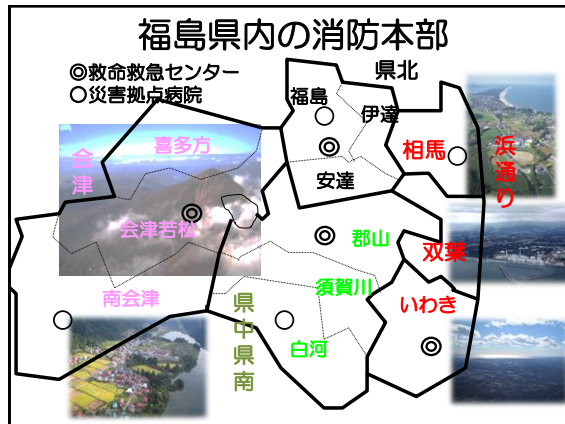 福島県内の消防本部
◎救命救急センター
○災害拠点病院
県北
福島
伊達
相馬
浜通り
安達
会津
喜多方
会津若松
郡山
双葉
須賀川
いわき
南会津
県中県南
白河